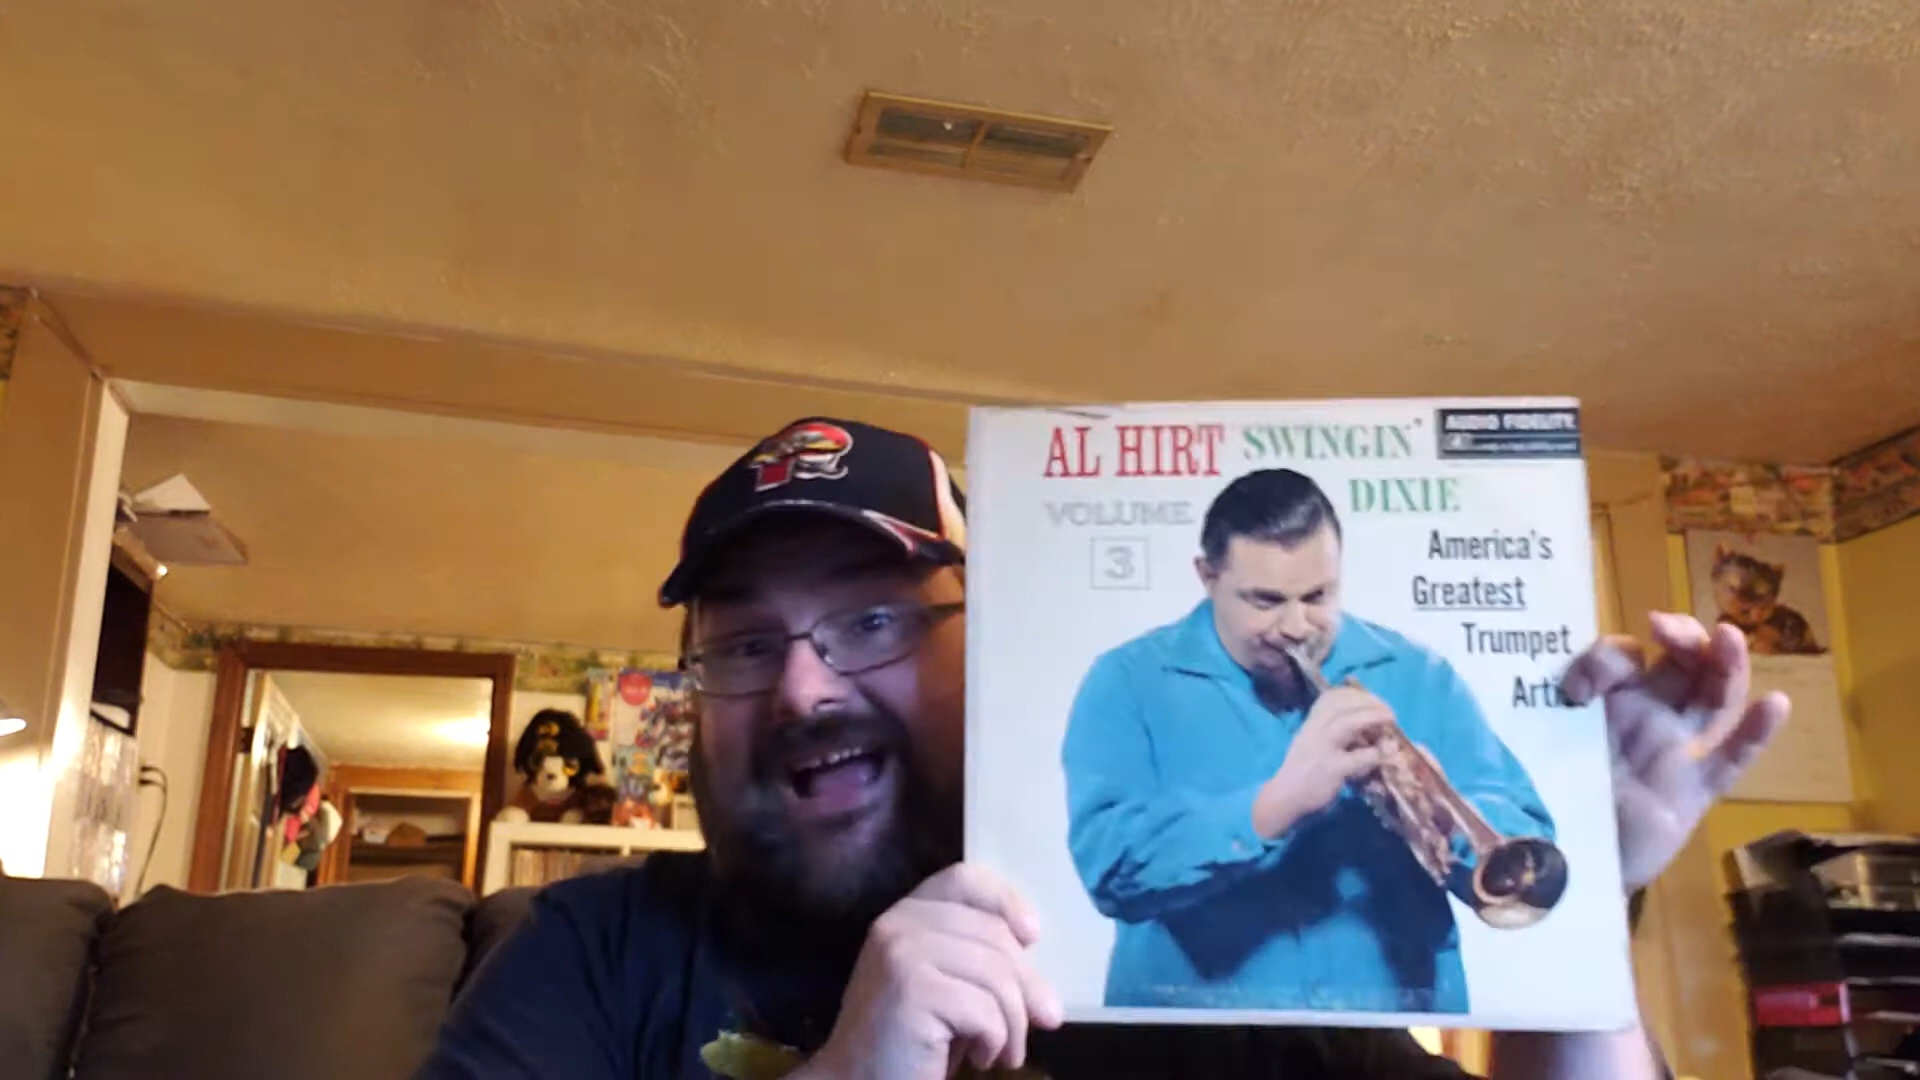 AL HIRT SWINGIN'
DIXIE
AUDIO FIDELITY
VOLUME
3
America's
Greatest
Trumpet